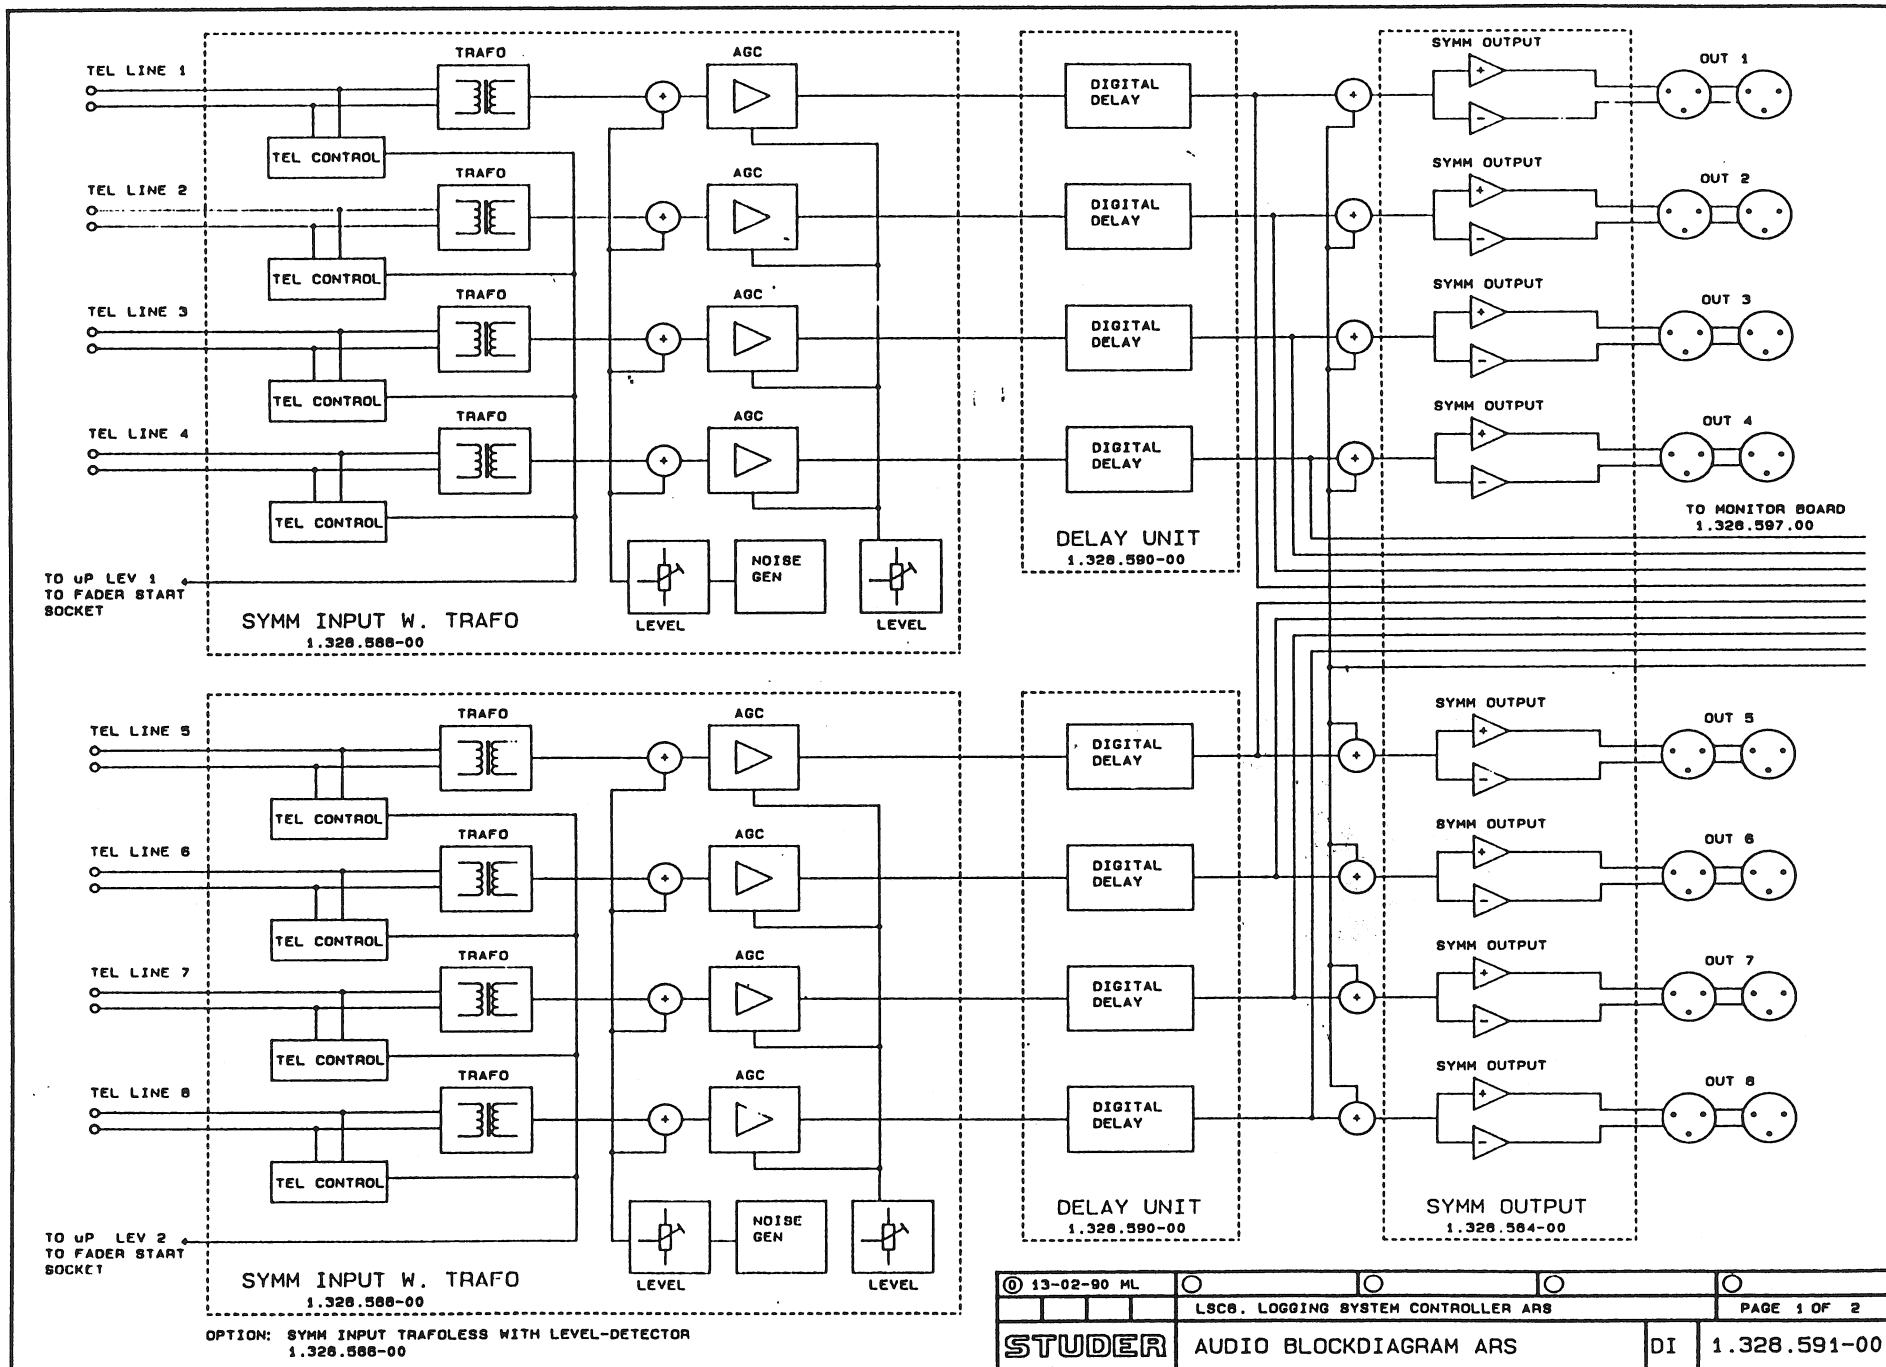 TRAFO
AGC
SYMM OUTPUT
OUT 1
TEL LINE 1
DIGITAL
DELAY
TEL CONTROL
TRAFO
AGC
SYMM OUTPUT
OUT 2
TEL LINE 2
DIGITAL
DELAY
TEL CONTROL
TRAFO
AGC
SYMM OUTPUT
OUT 3
TEL LINE 3
DIGITAL
DELAY
TEL CONTROL
TRAFO
AGC
SYMM OUTPUT
OUT 4
TEL LINE 4
DIGITAL
DELAY
TEL CONTROL
TO MONITOR BOARD
1.328.597.00
DELAY UNIT
1.328.590-00
NOISE
GEN
TO uP LEV 1
TO FADER START
SOCKET
LEVEL
LEVEL
SYMM INPUT W. TRAFO
1.328.588-00
TRAFO
AGC
SYMM OUTPUT
OUT 5
TEL LINE 5
DIGITAL
DELAY
TEL CONTROL
TRAFO
AGC
SYMM OUTPUT
OUT 6
TEL LINE 6
DIGITAL
DELAY
TEL CONTROL
TRAFO
AGC
SYMM OUTPUT
OUT 7
TEL LINE 7
DIGITAL
DELAY
TEL CONTROL
TRAFO
AGC
SYMM OUTPUT
OUT 8
TEL LINE 8
DIGITAL
DELAY
TEL CONTROL
DELAY UNIT
1.328.590-00
SYMM OUTPUT
1.328.584-00
NOISE
GEN
TO uP LEV 2
TO FADER START
SOCKET
LEVEL
LEVEL
SYMM INPUT W. TRAFO
1.328.588-00
OPTION: SYMM INPUT TRAFOLESS WITH LEVEL-DETECTOR
1.328.586-00
0 13-02-90 ML
LSC8. LOGGING SYSTEM CONTROLLER ARS
PAGE 1 OF 2
STUDER
AUDIO BLOCKDIAGRAM ARS
DI
1.328.591-00